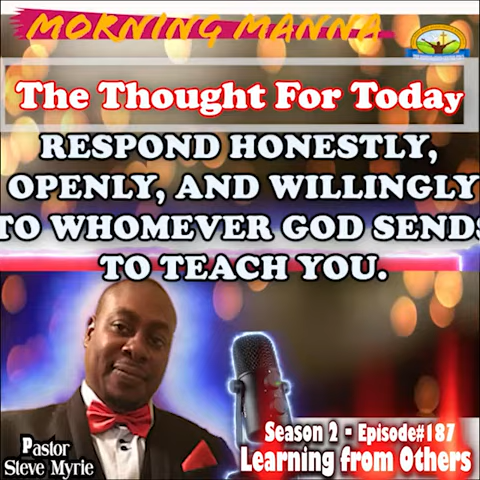 MORNING MANNA
The Thought For Today
RESPOND HONESTLY,
OPENLY, AND WILLINGLY
TO WHOMEVER GOD SENDS
TO TEACH YOU.
Season 2 - Episode#187
Learning from Others
Pastor
Steve Myrie